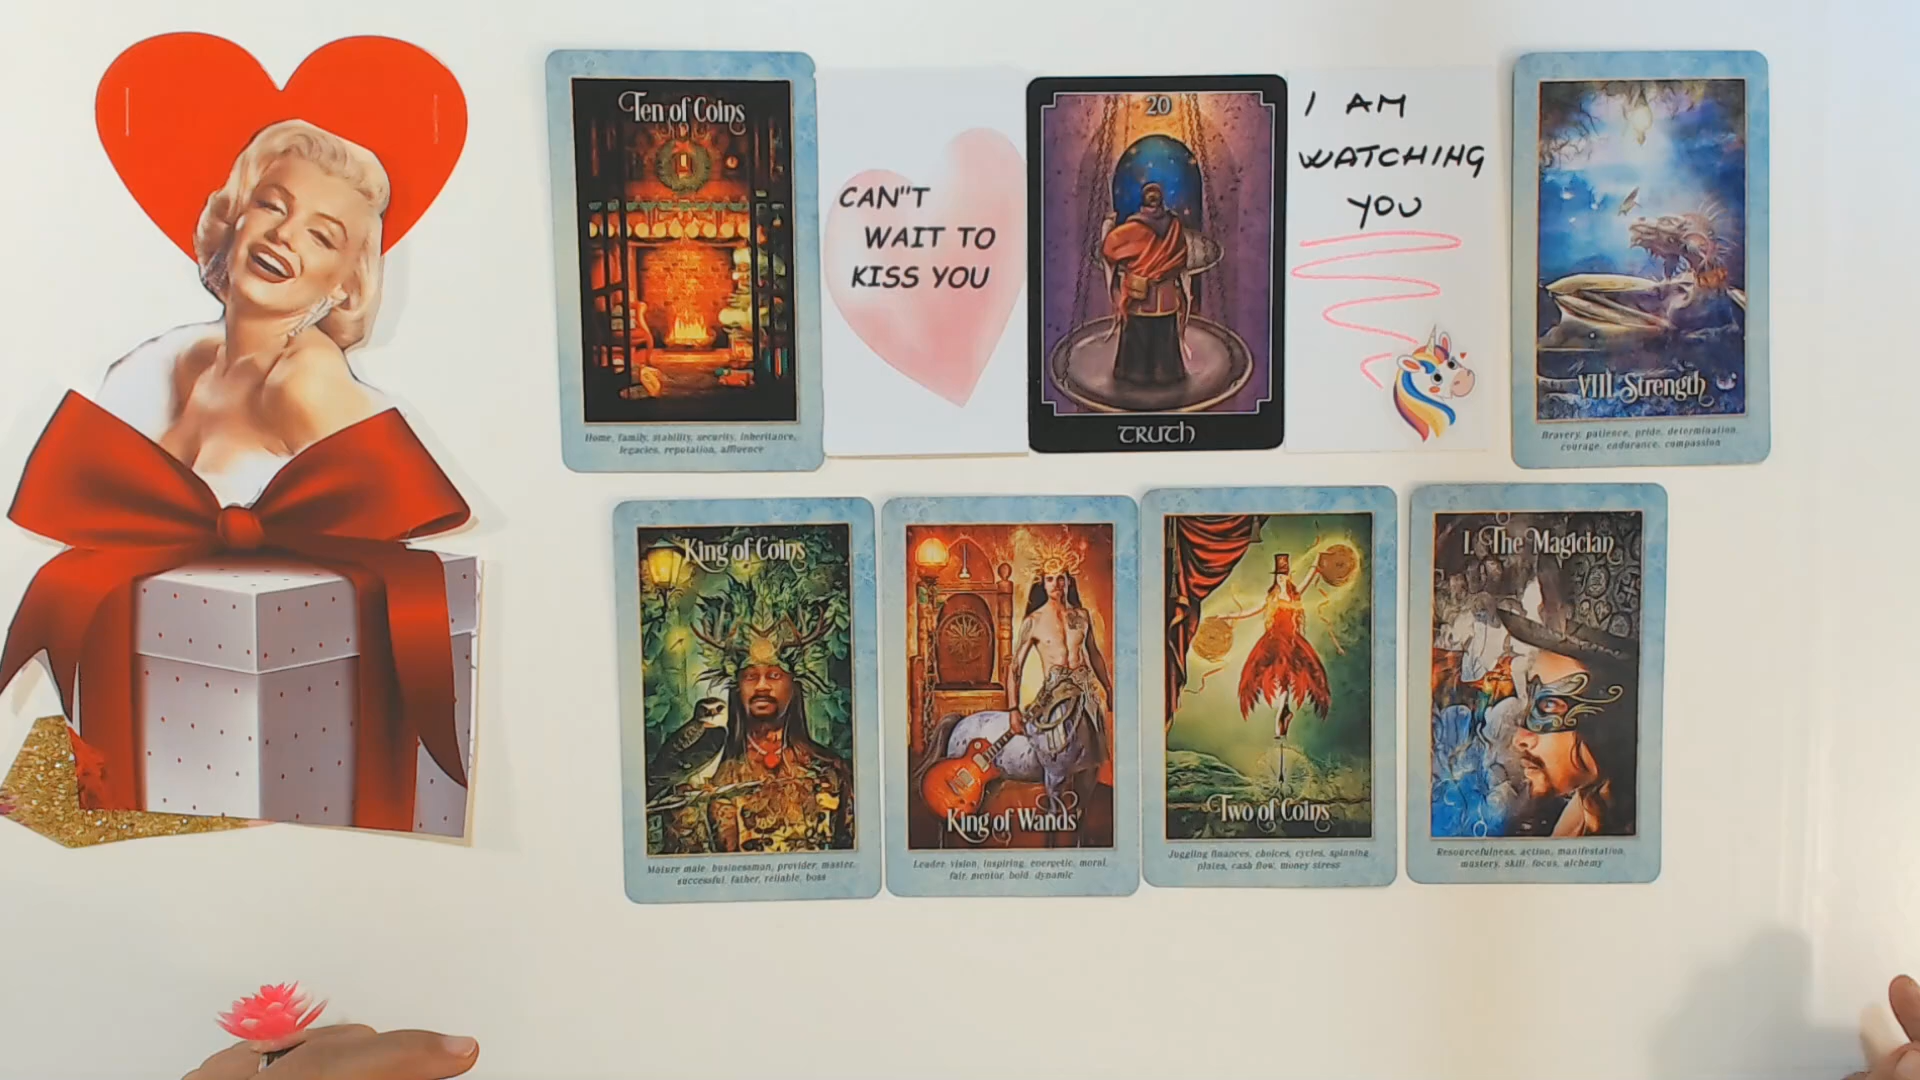 Ten of Coins
Home, family, stability, security, inheritance,
legacies, reputation, affluence
CAN"T
WAIT TO
KISS YOU
20
TRUTH
I AM
WATCHING
YOU
VIII. Strength
Bravery, patience, pride, determination,
courage, endurance, compassion
King of Coins
Mature male, businessman, provider, master,
successful, father, reliable, boss
King of Wands
Leader, vision, inspiring, energetic, moral,
fair, mentor, bold, dynamic
Two of Coins
Juggling finances, choices, cycles, spinning
plates, cash flow, money stress
I. The Magician
Resourcefulness, action, manifestation,
mastery, skill, focus, alchemy